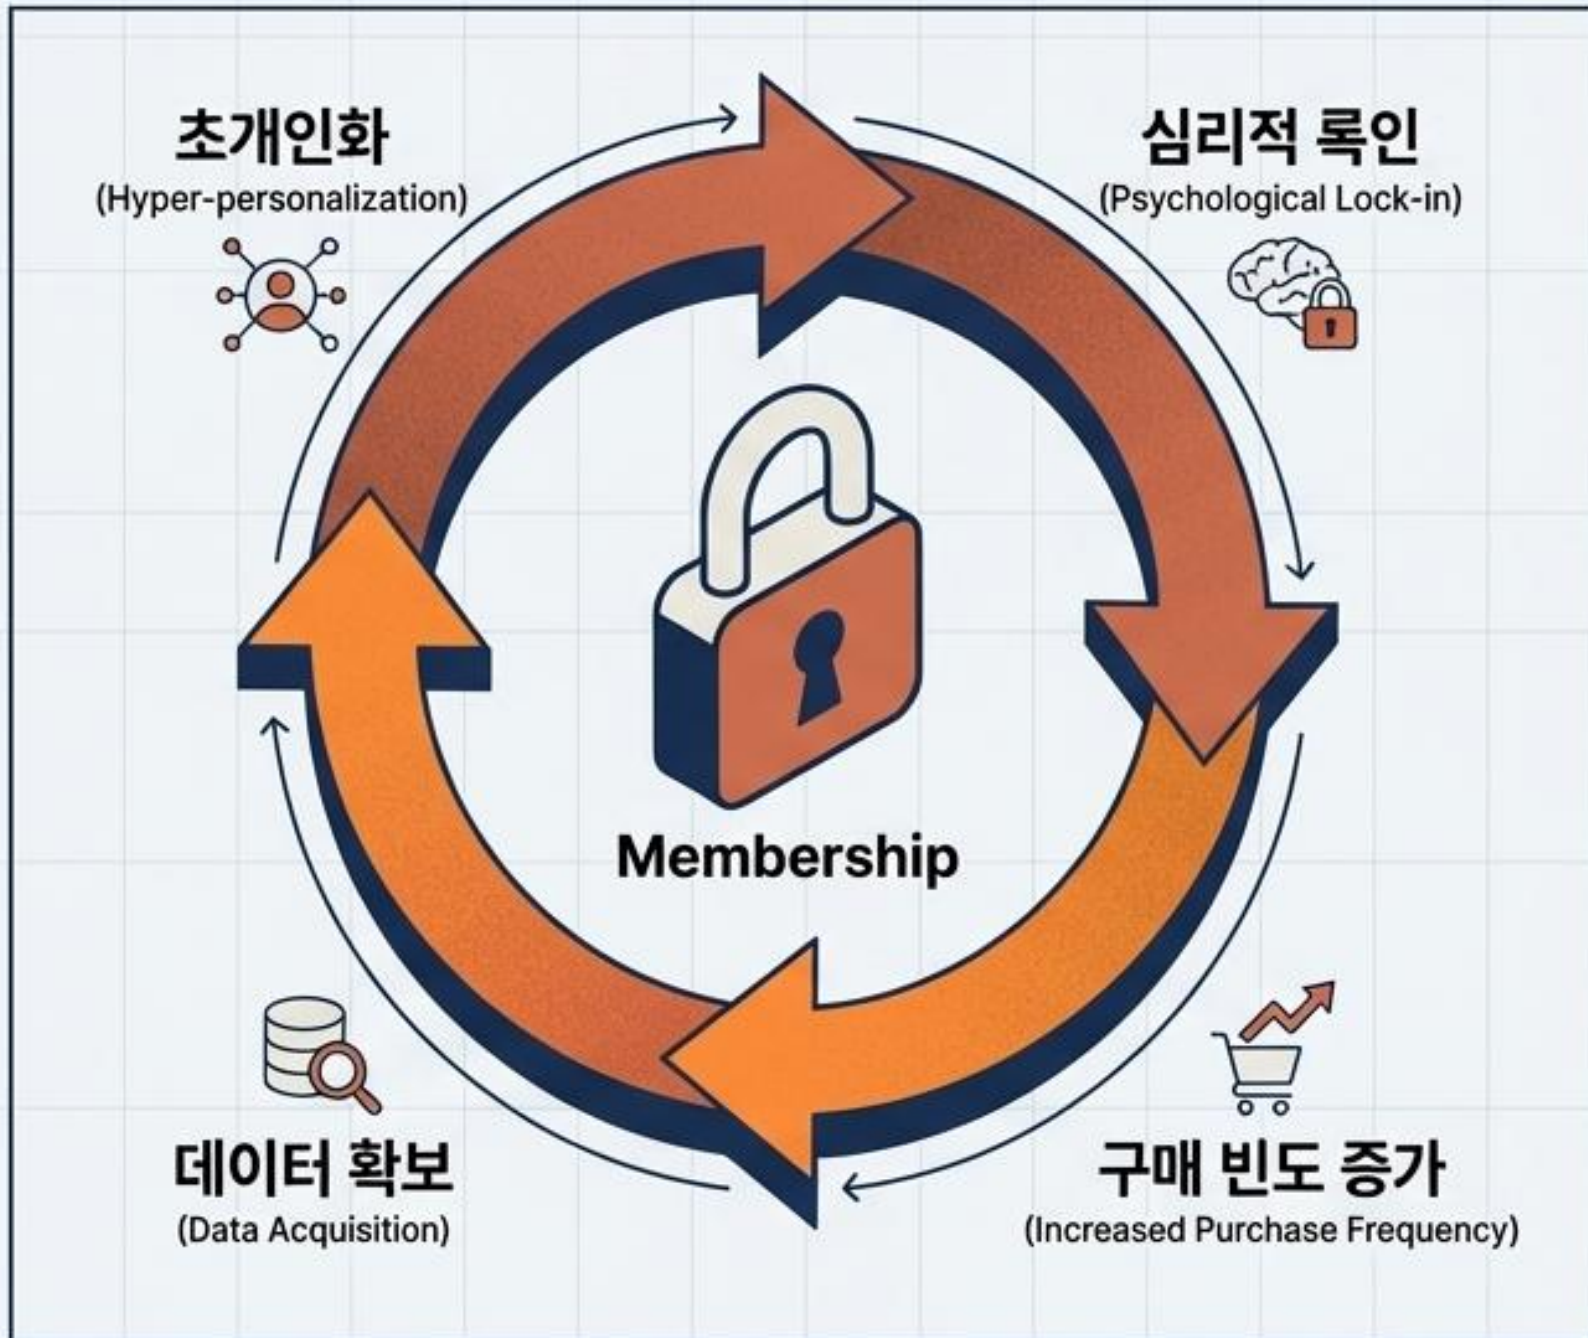 초개인화
(Hyper-personalization)
심리적 록인
(Psychological Lock-in)
Membership
데이터 확보
(Data Acquisition)
구매 빈도 증가
(Increased Purchase Frequency)